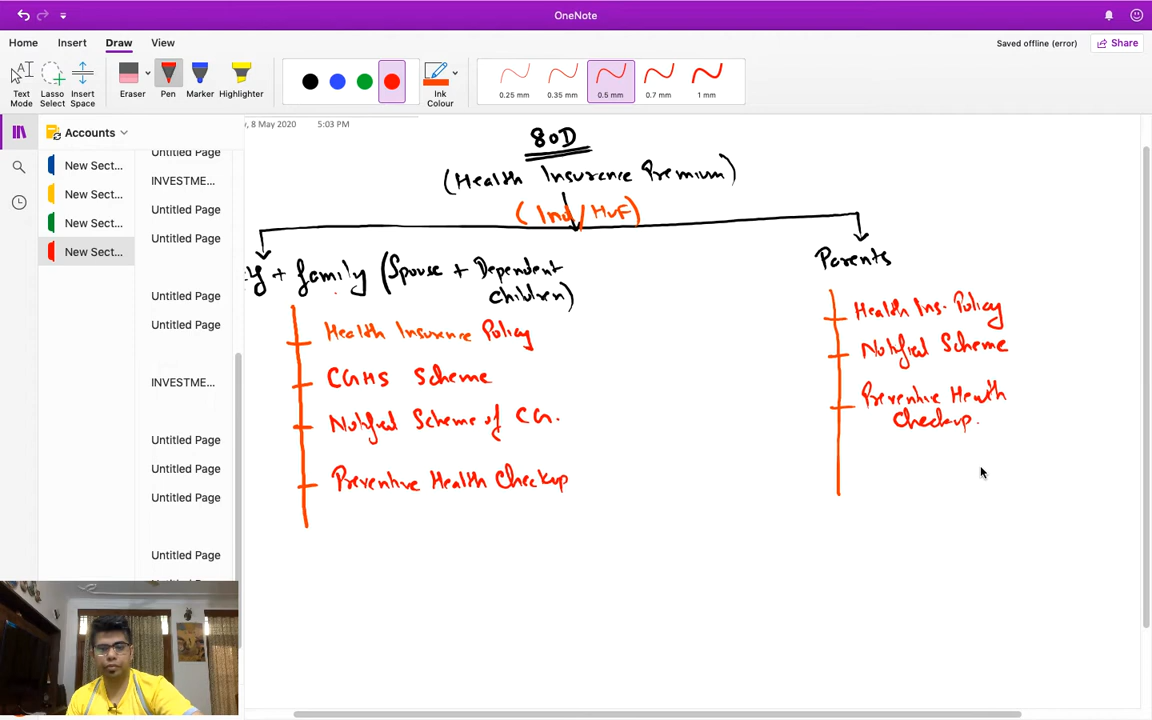 OneNote
Home Insert Draw View
Saved offline (error) Share
Text Mode
Lasso Select
Insert Space
Eraser
Pen
Marker
Highlighter
Ink Colour
0.25 mm
0.35 mm
0.5 mm
0.7 mm
1 mm
Accounts
New Sect...
New Sect...
New Sect...
New Sect...
Untitled Page
INVESTME...
Untitled Page
Untitled Page
Untitled Page
Untitled Page
INVESTME...
Untitled Page
Untitled Page
Untitled Page
Untitled Page
8 May 2020 5:03 PM
80D
(Health Insurence Premium)
(Ind/HUF)
+ family (Spouse + Dependent
children)
Health Insurence Policy
CGHS Scheme
Notified Scheme of CG.
Preventive Health Checkup
Parents
Health Ins. Policy
Notified Scheme
Preventive Health
Checkup.